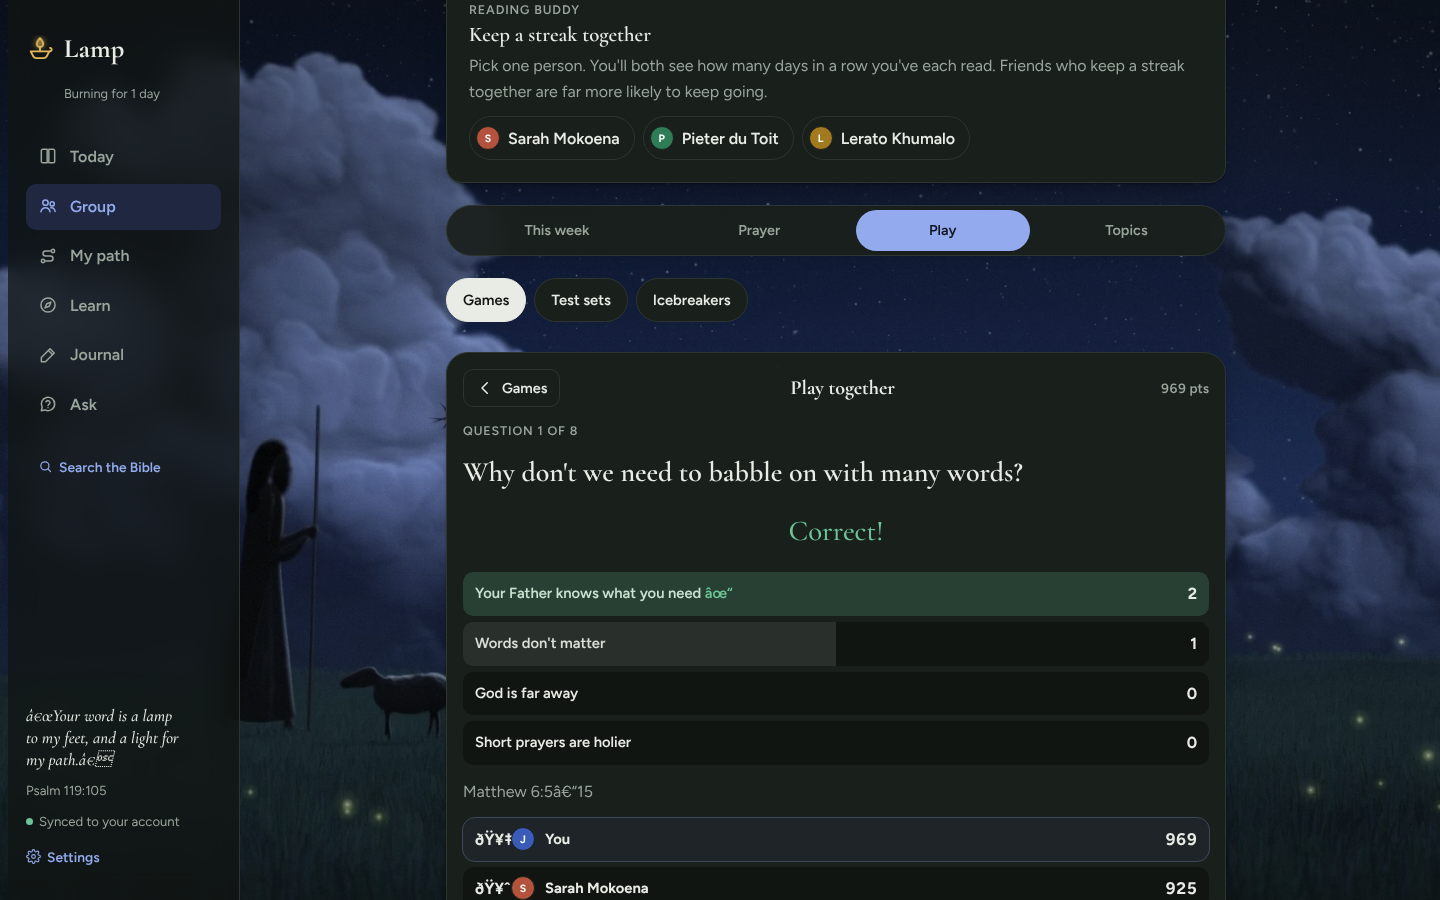 Lamp
Burning for 1 day
Today
Group
My path
Learn
Journal
Ask
Search the Bible
“Your word is a lamp
to my feet, and a light for
my path.â€
Psalm 119:105
Synced to your account
Settings
READING BUDDY
Keep a streak together
Pick one person. You'll both see how many days in a row you've each read. Friends who keep a streak
together are far more likely to keep going.
S Sarah Mokoena
P Pieter du Toit
L Lerato Khumalo
This week
Prayer
Play
Topics
Games
Test sets
Icebreakers
Games
Play together
969 pts
QUESTION 1 OF 8
Why don't we need to babble on with many words?
Correct!
Your Father knows what you need âœ“ 2
Words don't matter 1
God is far away 0
Short prayers are holier 0
Matthew 6:5â€“15
ðŸ¥‡ J You 969
ðŸ¥ˆ S Sarah Mokoena 925